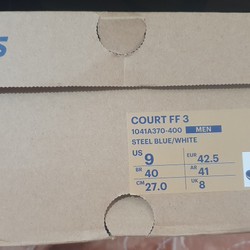 S
COURT FF 3
1041A370-400 MEN
STEEL BLUE/WHITE
US 9 EUR 42.5
BR 40 AR 41
CM 27.0 UK 8